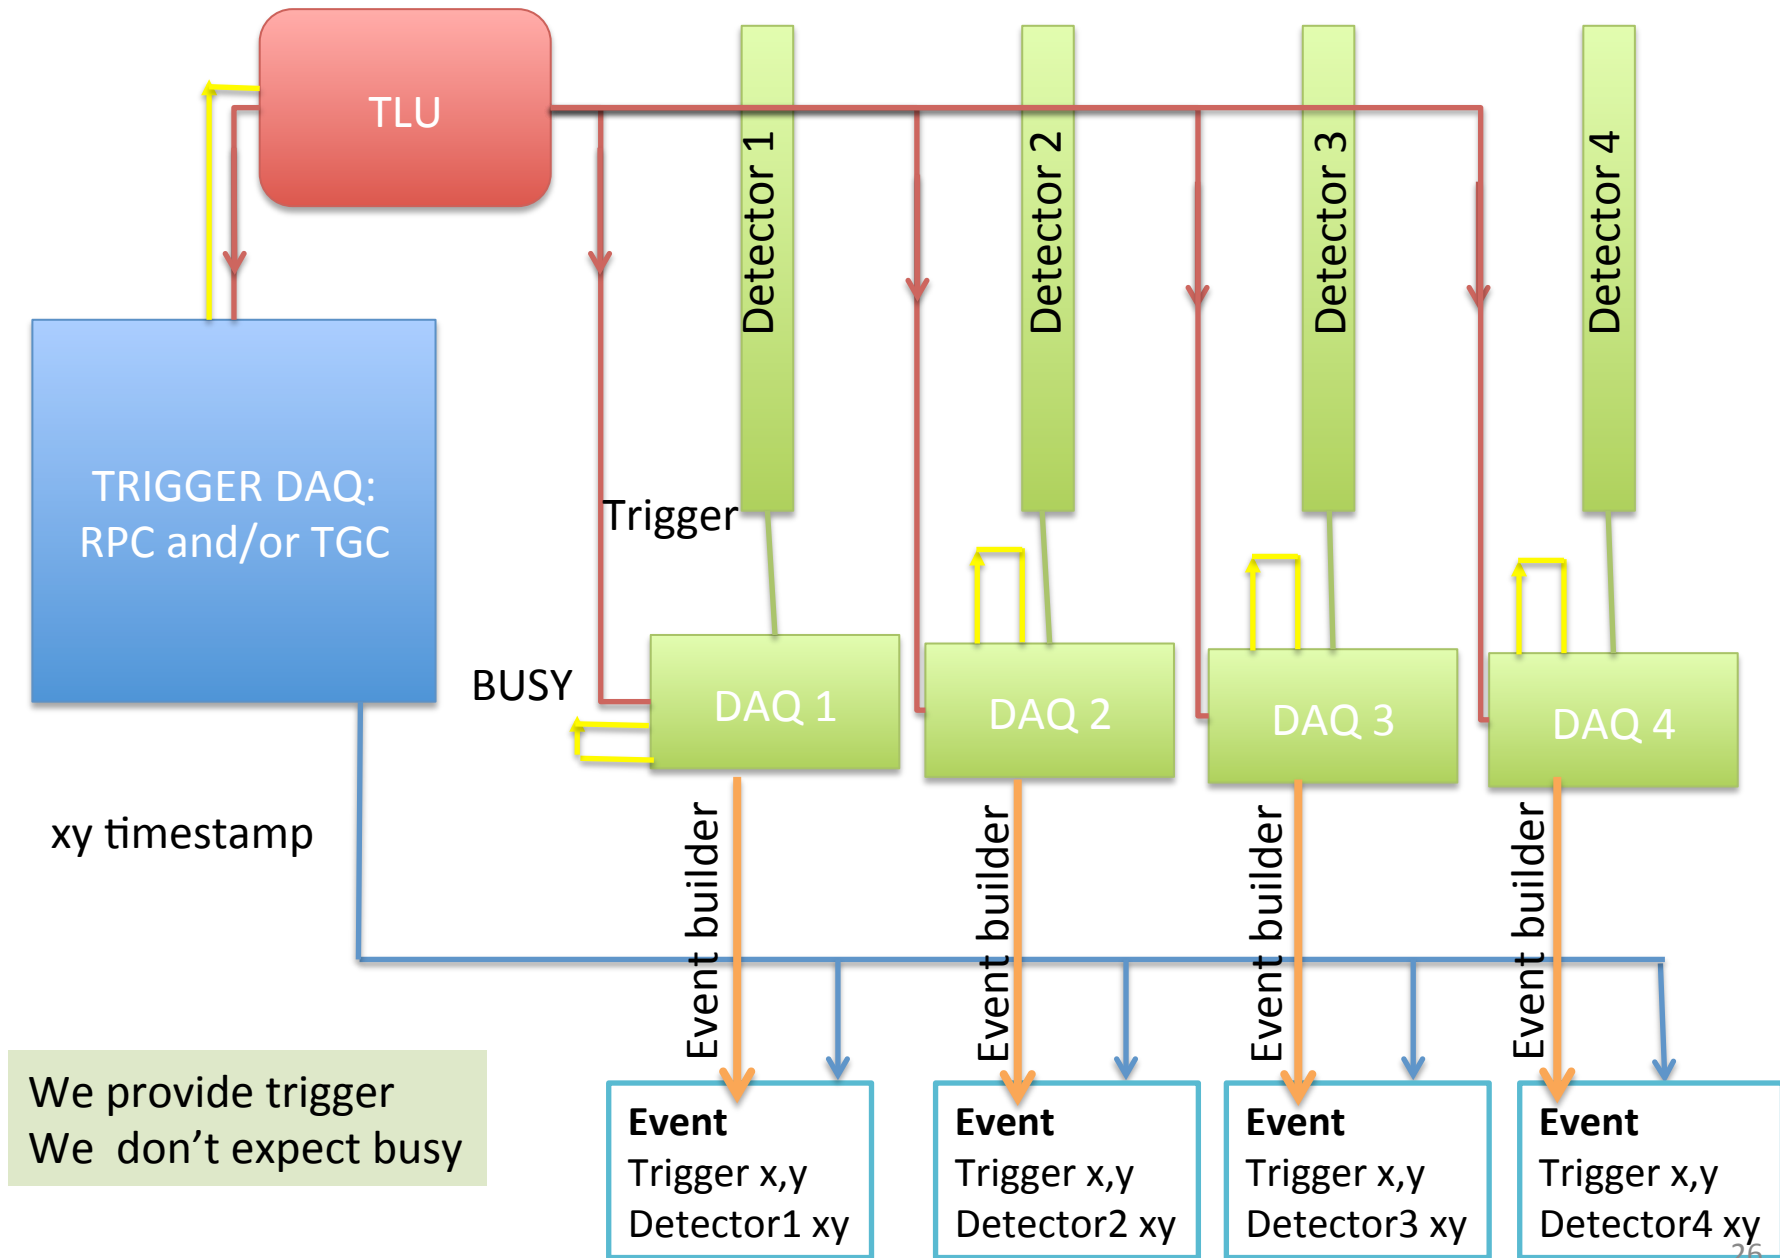 TLU
Detector 1
Detector 2
Detector 3
Detector 4
TRIGGER DAQ:
RPC and/or TGC
Trigger
BUSY
DAQ 1
DAQ 2
DAQ 3
DAQ 4
xy timestamp
Event builder
Event builder
Event builder
Event builder
We provide trigger
We  don’t expect busy
Event
Trigger x,y
Detector1 xy
Event
Trigger x,y
Detector2 xy
Event
Trigger x,y
Detector3 xy
Event
Trigger x,y
Detector4 xy
26